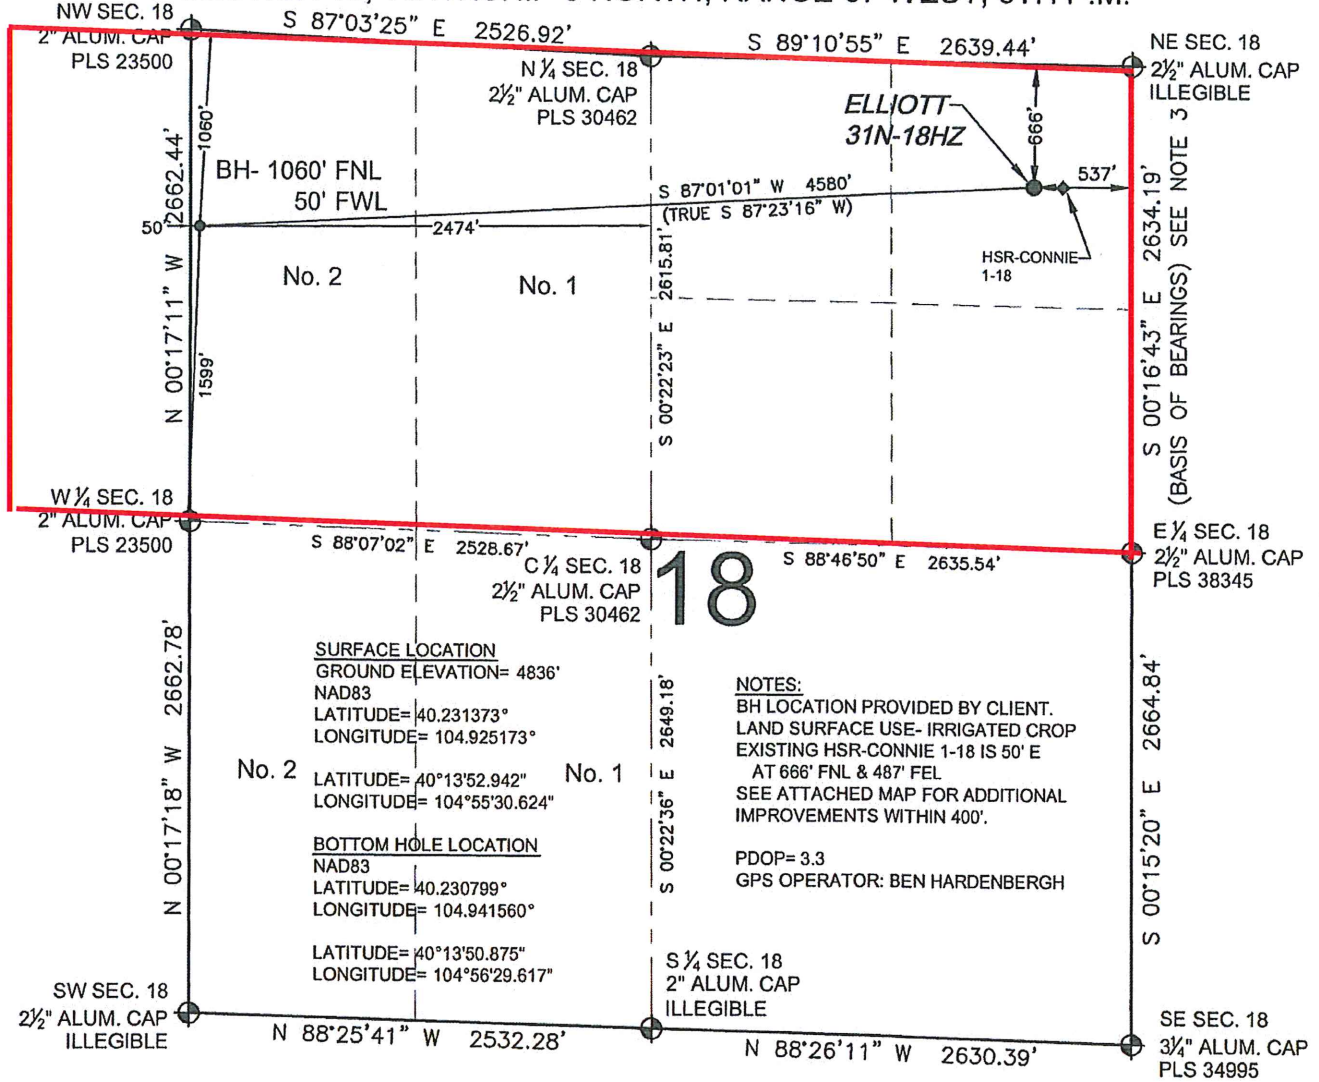 NW SEC. 18
2" ALUM. CAP
PLS 23500
S 87°03'25" E 2526.92'
N ¼ SEC. 18
2½" ALUM. CAP
PLS 30462
S 89°10'55" E 2639.44'
NE SEC. 18
2½" ALUM. CAP
ILLEGIBLE
ELLIOTT
31N-18HZ
666'
537'
HSR-CONNIE
1-18
1060'
BH- 1060' FNL
50' FWL
S 87°01'01" W 4580'
(TRUE S 87°23'16" W)
50'
2474'
No. 2
No. 1
1599'
N 00°17'11" W 2662.44'
S 00°22'23" E 2615.81'
S 00°16'43" E 2634.19'
(BASIS OF BEARINGS) SEE NOTE 3
W ¼ SEC. 18
2" ALUM. CAP
PLS 23500
S 88°07'02" E 2528.67'
C ¼ SEC. 18
2½" ALUM. CAP
PLS 30462
18
S 88°46'50" E 2635.54'
E ¼ SEC. 18
2½" ALUM. CAP
PLS 38345
N 00°17'18" W 2662.78'
SURFACE LOCATION
GROUND ELEVATION= 4836'
NAD83
LATITUDE= 40.231373°
LONGITUDE= 104.925173°
LATITUDE= 40°13'52.942"
LONGITUDE= 104°55'30.624"
No. 2
No. 1
BOTTOM HOLE LOCATION
NAD83
LATITUDE= 40.230799°
LONGITUDE= 104.941560°
LATITUDE= 40°13'50.875"
LONGITUDE= 104°56'29.617"
S 00°22'36" E 2649.18'
NOTES:
BH LOCATION PROVIDED BY CLIENT.
LAND SURFACE USE- IRRIGATED CROP
EXISTING HSR-CONNIE 1-18 IS 50' E
AT 666' FNL & 487' FEL
SEE ATTACHED MAP FOR ADDITIONAL
IMPROVEMENTS WITHIN 400'.
PDOP= 3.3
GPS OPERATOR: BEN HARDENBERGH
S 00°15'20" E 2664.84'
SW SEC. 18
2½" ALUM. CAP
ILLEGIBLE
N 88°25'41" W 2532.28'
S ¼ SEC. 18
2" ALUM. CAP
ILLEGIBLE
N 88°26'11" W 2630.39'
SE SEC. 18
3¼" ALUM. CAP
PLS 34995